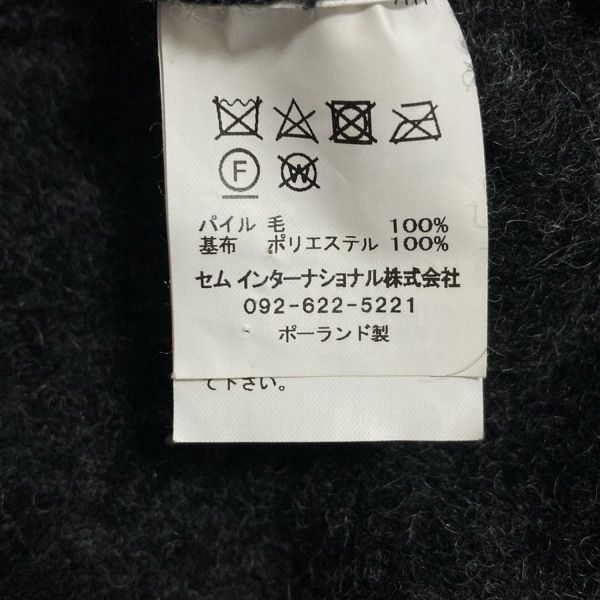 F W
パイル 毛 100%
基布 ポリエステル 100%
セム インターナショナル株式会社
092-622-5221
ポーランド製
て下さい。